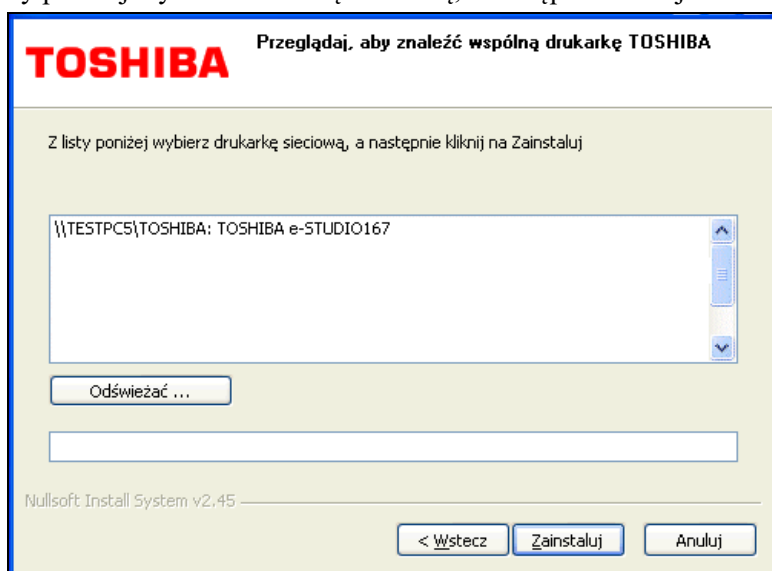 Przeglądaj, aby znaleźć wspólną drukarkę TOSHIBA
TOSHIBA
Z listy poniżej wybierz drukarkę sieciową, a następnie kliknij na Zainstaluj
\\TESTPC5\TOSHIBA: TOSHIBA e-STUDIO167
Odświeżać ...
Nullsoft Install System v2.45
< Wstecz Zainstaluj Anuluj